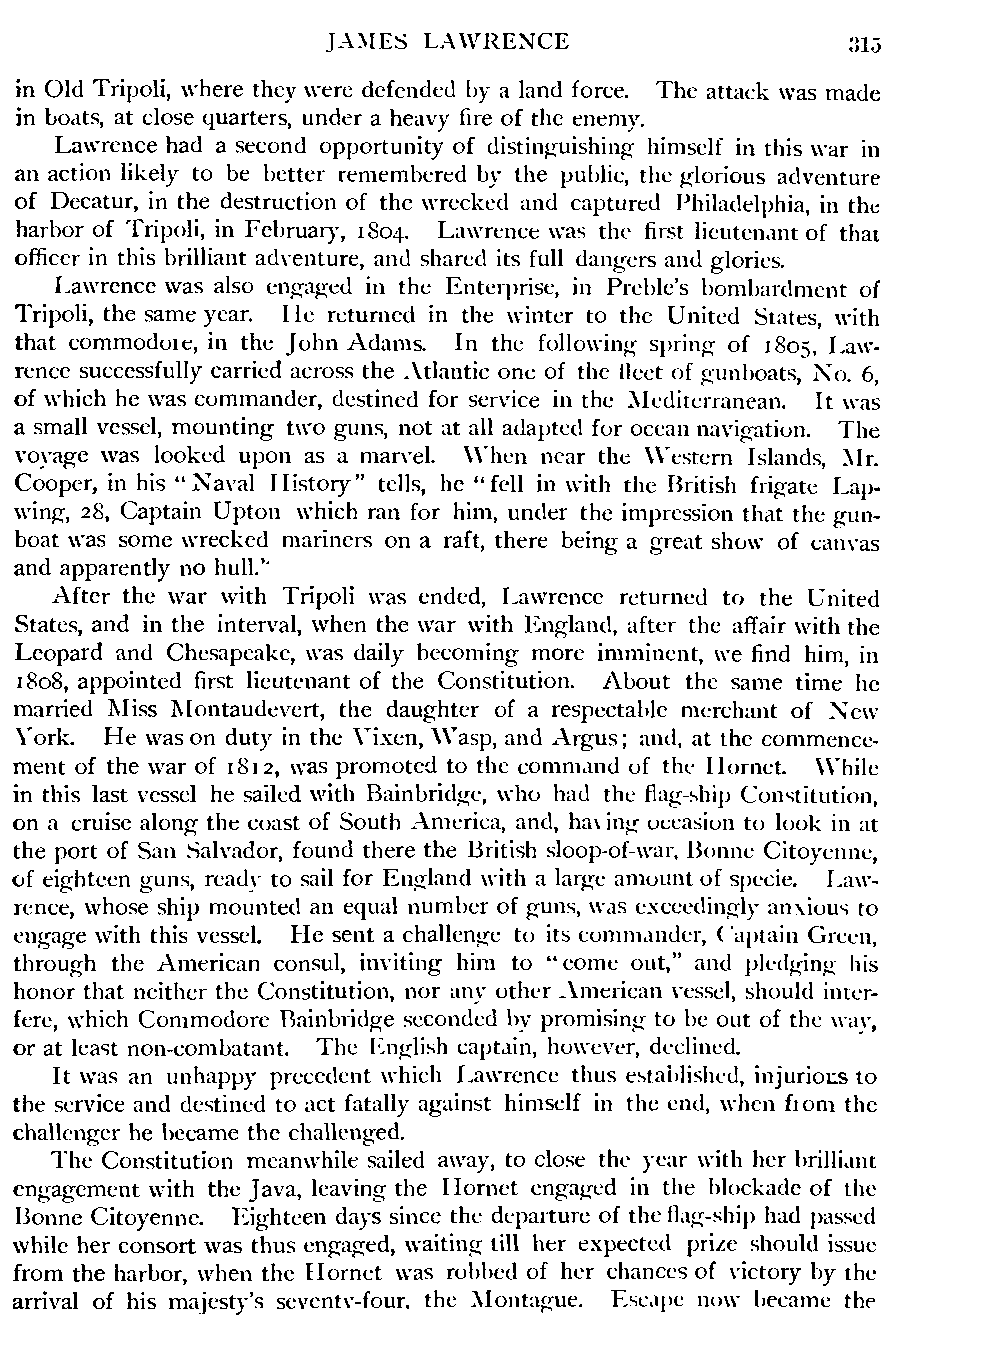 JAMES LAWRENCE 315
in Old Tripoli, where they were defended by a land force. The attack was made
in boats, at close quarters, under a heavy fire of the enemy.
Lawrence had a second opportunity of distinguishing himself in this war in
an action likely to be better remembered by the public, the glorious adventure
of Decatur, in the destruction of the wrecked and captured Philadelphia, in the
harbor of Tripoli, in February, 1804. Lawrence was the first lieutenant of that
officer in this brilliant adventure, and shared its full dangers and glories.
Lawrence was also engaged in the Enterprise, in Preble's bombardment of
Tripoli, the same year. He returned in the winter to the United States, with
that commodore, in the John Adams. In the following spring of 1805, Law-
rence successfully carried across the Atlantic one of the fleet of gunboats, No. 6,
of which he was commander, destined for service in the Mediterranean. It was
a small vessel, mounting two guns, not at all adapted for ocean navigation. The
voyage was looked upon as a marvel. When near the Western Islands, Mr.
Cooper, in his "Naval History" tells, he "fell in with the British frigate Lap-
wing, 28, Captain Upton which ran for him, under the impression that the gun-
boat was some wrecked mariners on a raft, there being a great show of canvas
and apparently no hull."
After the war with Tripoli was ended, Lawrence returned to the United
States, and in the interval, when the war with England, after the affair with the
Leopard and Chesapeake, was daily becoming more imminent, we find him, in
1808, appointed first lieutenant of the Constitution. About the same time he
married Miss Montaudevert, the daughter of a respectable merchant of New
York. He was on duty in the Vixen, Wasp, and Argus; and, at the commence-
ment of the war of 1812, was promoted to the command of the Hornet. While
in this last vessel he sailed with Bainbridge, who had the flag-ship Constitution,
on a cruise along the coast of South America, and, having occasion to look in at
the port of San Salvador, found there the British sloop-of-war, Bonne Citoyenne,
of eighteen guns, ready to sail for England with a large amount of specie. Law-
rence, whose ship mounted an equal number of guns, was exceedingly anxious to
engage with this vessel. He sent a challenge to its commander, Captain Green,
through the American consul, inviting him to "come out," and pledging his
honor that neither the Constitution, nor any other American vessel, should inter-
fere, which Commodore Bainbridge seconded by promising to be out of the way,
or at least non-combatant. The English captain, however, declined.
It was an unhappy precedent which Lawrence thus established, injurious to
the service and destined to act fatally against himself in the end, when from the
challenger he became the challenged.
The Constitution meanwhile sailed away, to close the year with her brilliant
engagement with the Java, leaving the Hornet engaged in the blockade of the
Bonne Citoyenne. Eighteen days since the departure of the flag-ship had passed
while her consort was thus engaged, waiting till her expected prize should issue
from the harbor, when the Hornet was robbed of her chances of victory by the
arrival of his majesty's seventy-four, the Montague. Escape now became the